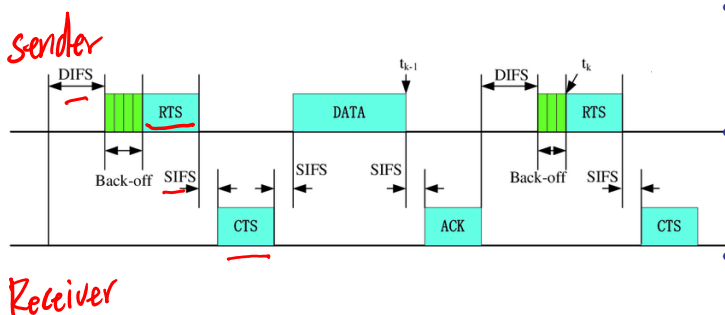 Sender
DIFS
RTS
DATA
t_{k-1}
DIFS
t_k
RTS
Back-off
SIFS
SIFS
SIFS
Back-off
SIFS
CTS
ACK
CTS
Receiver